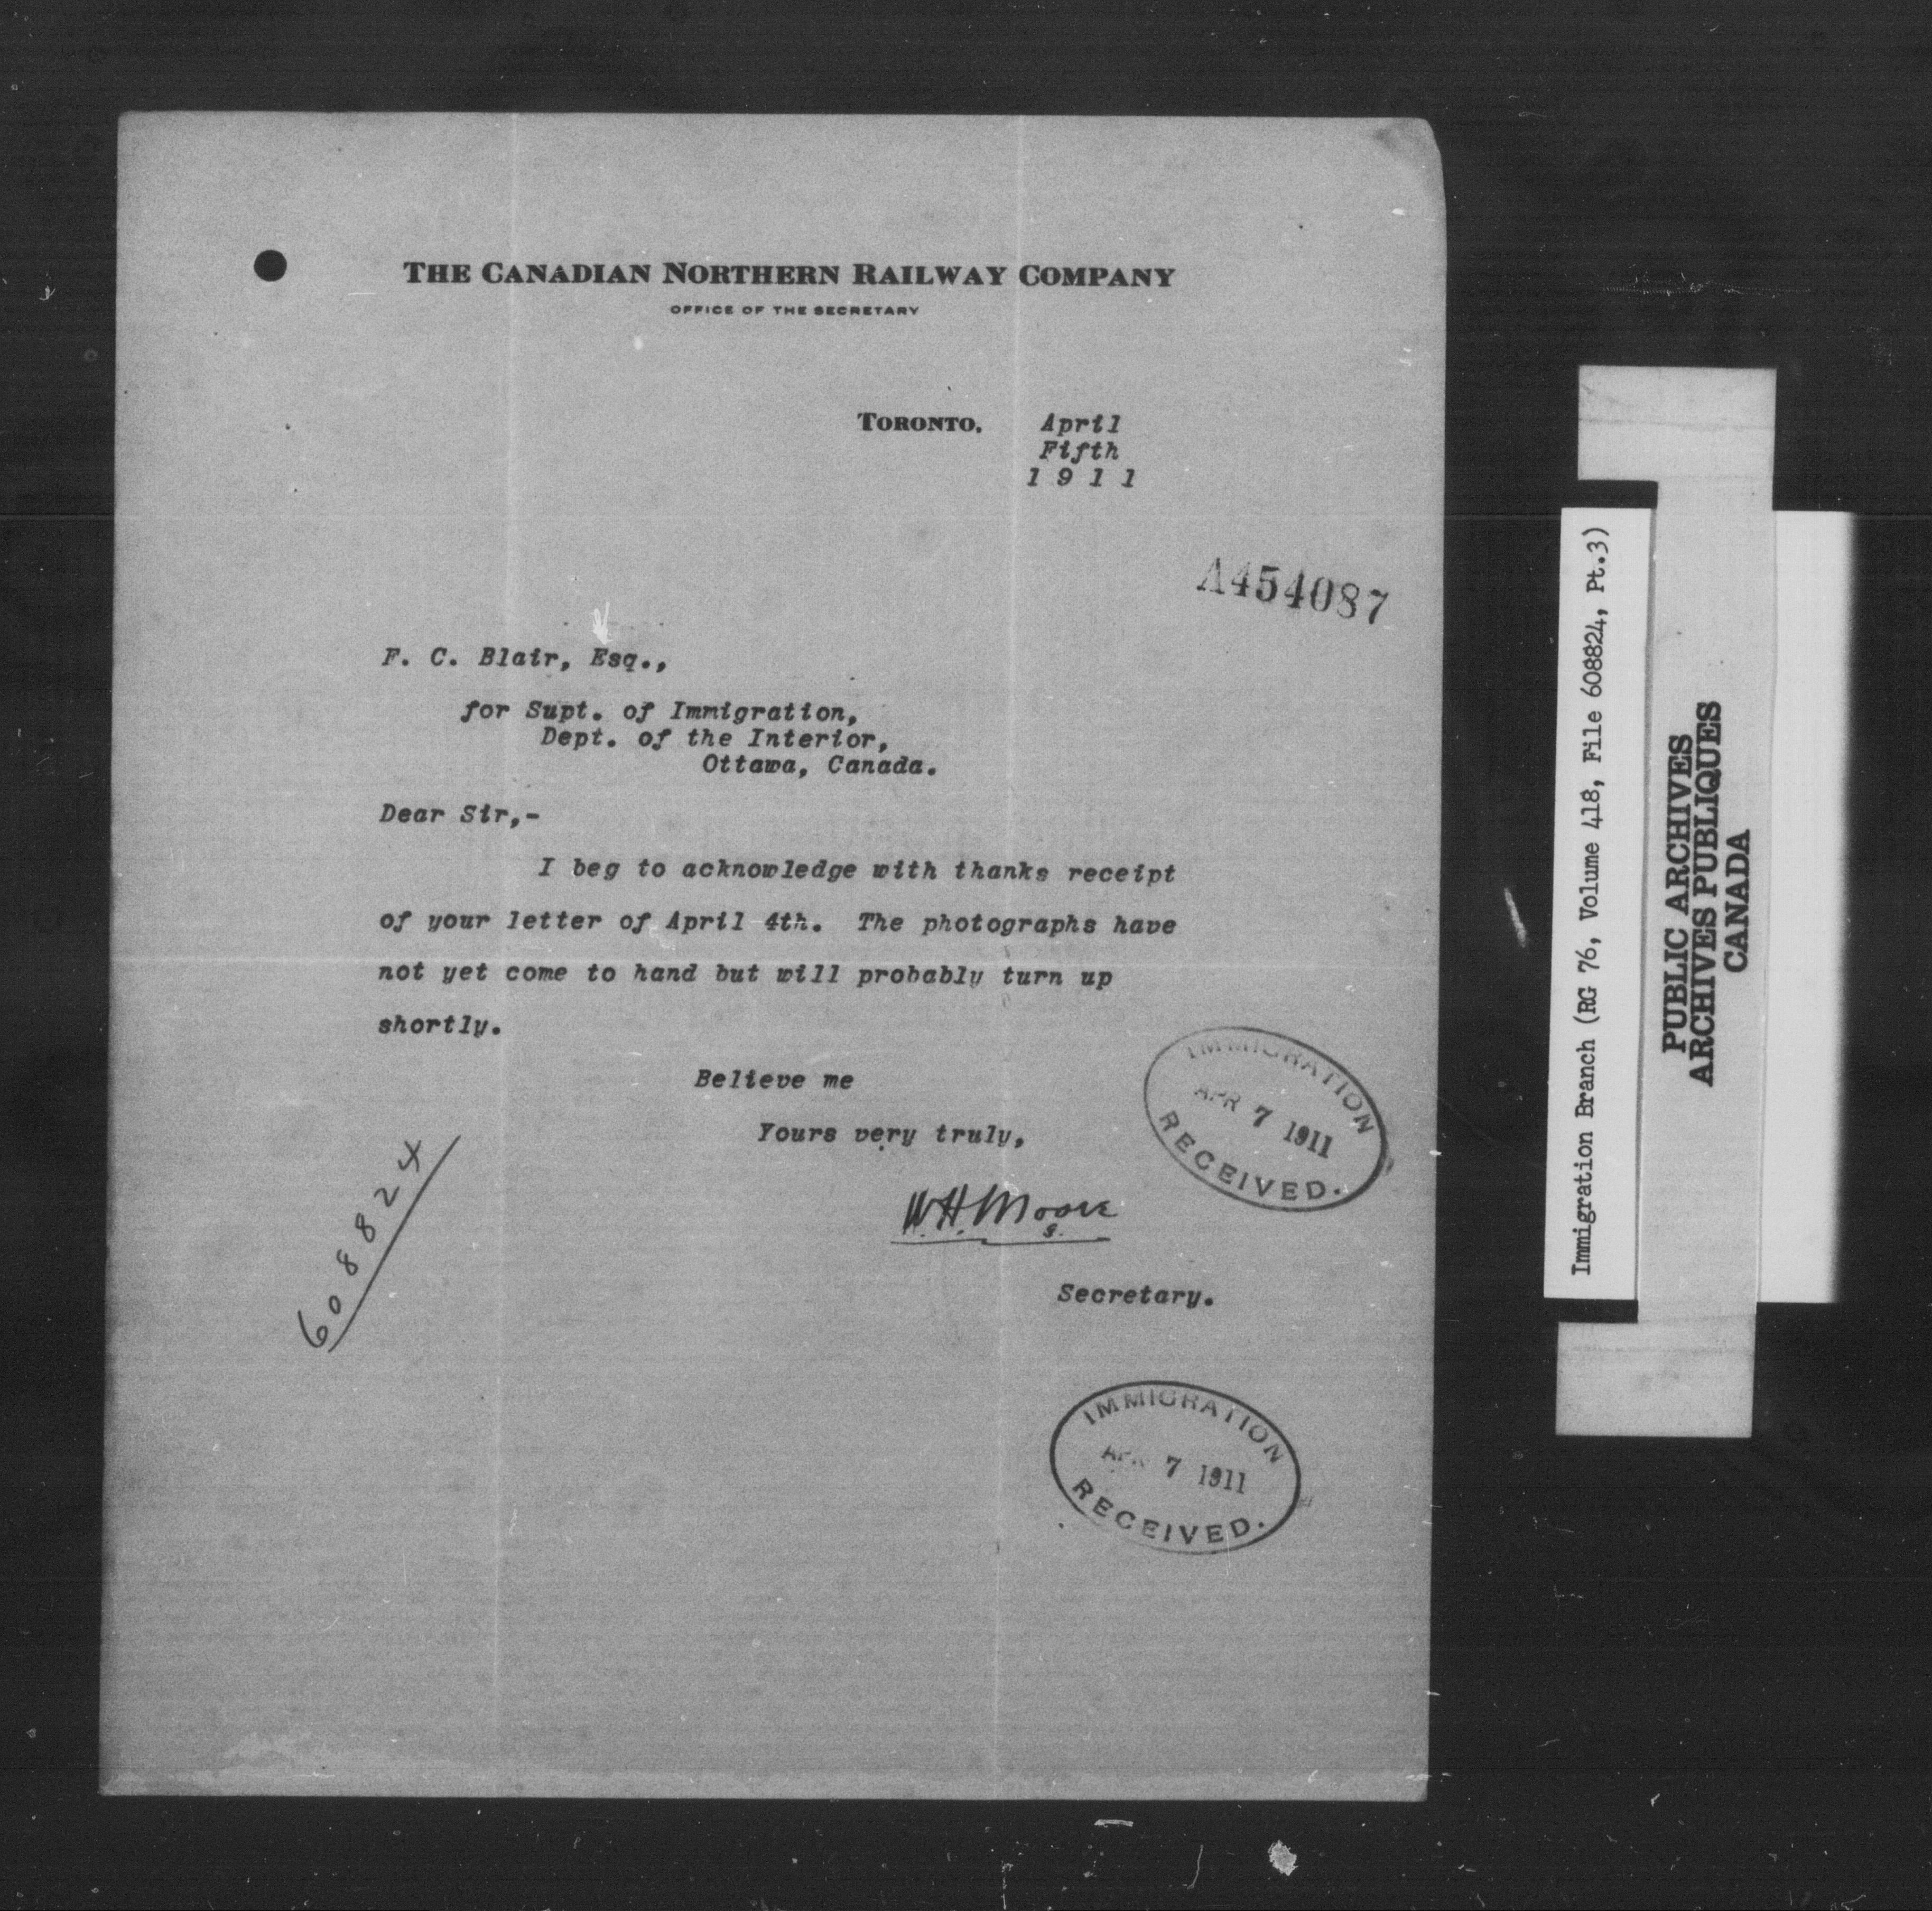 THE CANADIAN NORTHERN RAILWAY COMPANY
OFFICE OF THE SECRETARY
TORONTO. April
Fifth
1 9 1 1
A454087
F. C. Blair, Esq.,
for Supt. of Immigration,
Dept. of the Interior,
Ottawa, Canada.
Dear Sir,-
I beg to acknowledge with thanks receipt
of your letter of April 4th. The photographs have
not yet come to hand but will probably turn up
shortly.
Believe me
Yours very truly,
W.H. Moore
g.
Secretary.
IMMIGRATION
APR 7 1911
RECEIVED.
608824
IMMIGRATION
APR 7 1911
RECEIVED.
Immigration Branch (RG 76, Volume 418, File 608824, Pt.3)
PUBLIC ARCHIVES
ARCHIVES PUBLIQUES
CANADA